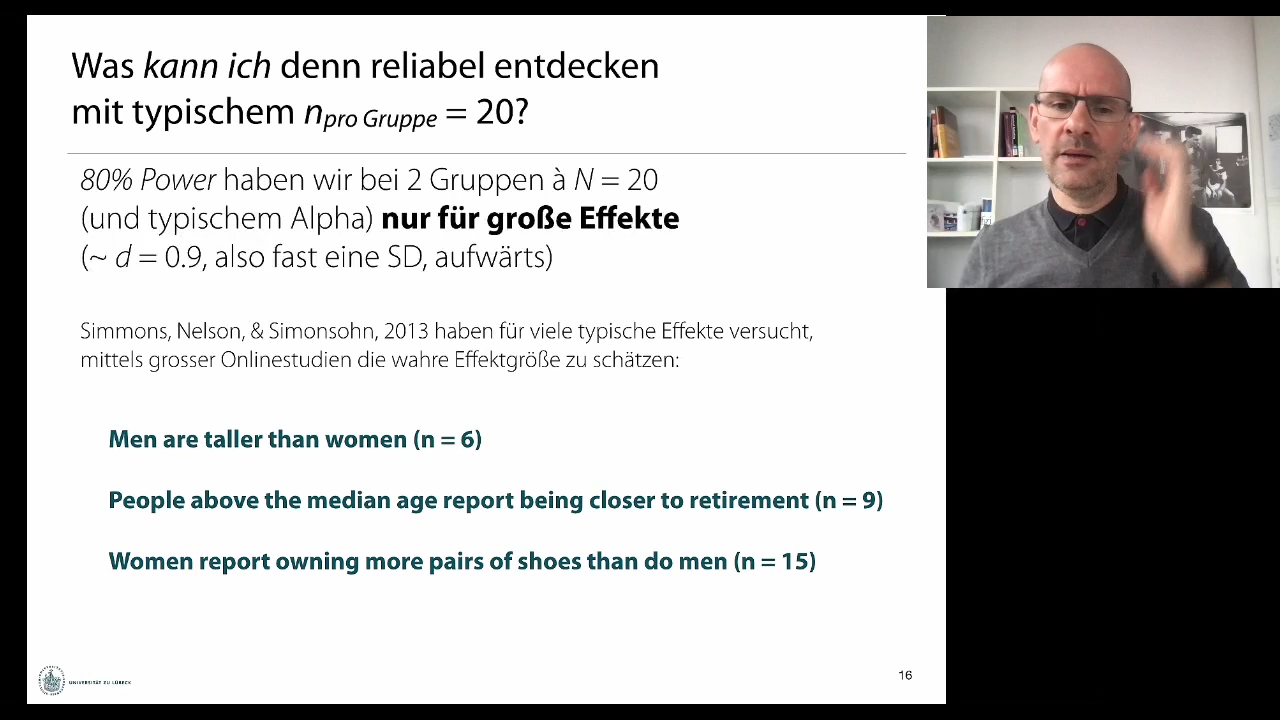 Was kann ich denn reliabel entdecken
mit typischem n pro Gruppe = 20?
80% Power haben wir bei 2 Gruppen à N = 20
(und typischem Alpha) nur für große Effekte
(~ d = 0.9, also fast eine SD, aufwärts)
Simmons, Nelson, & Simonsohn, 2013 haben für viele typische Effekte versucht,
mittels grosser Onlinestudien die wahre Effektgröße zu schätzen:
Men are taller than women (n = 6)
People above the median age report being closer to retirement (n = 9)
Women report owning more pairs of shoes than do men (n = 15)
UNIVERSITÄT ZU LÜBECK
16